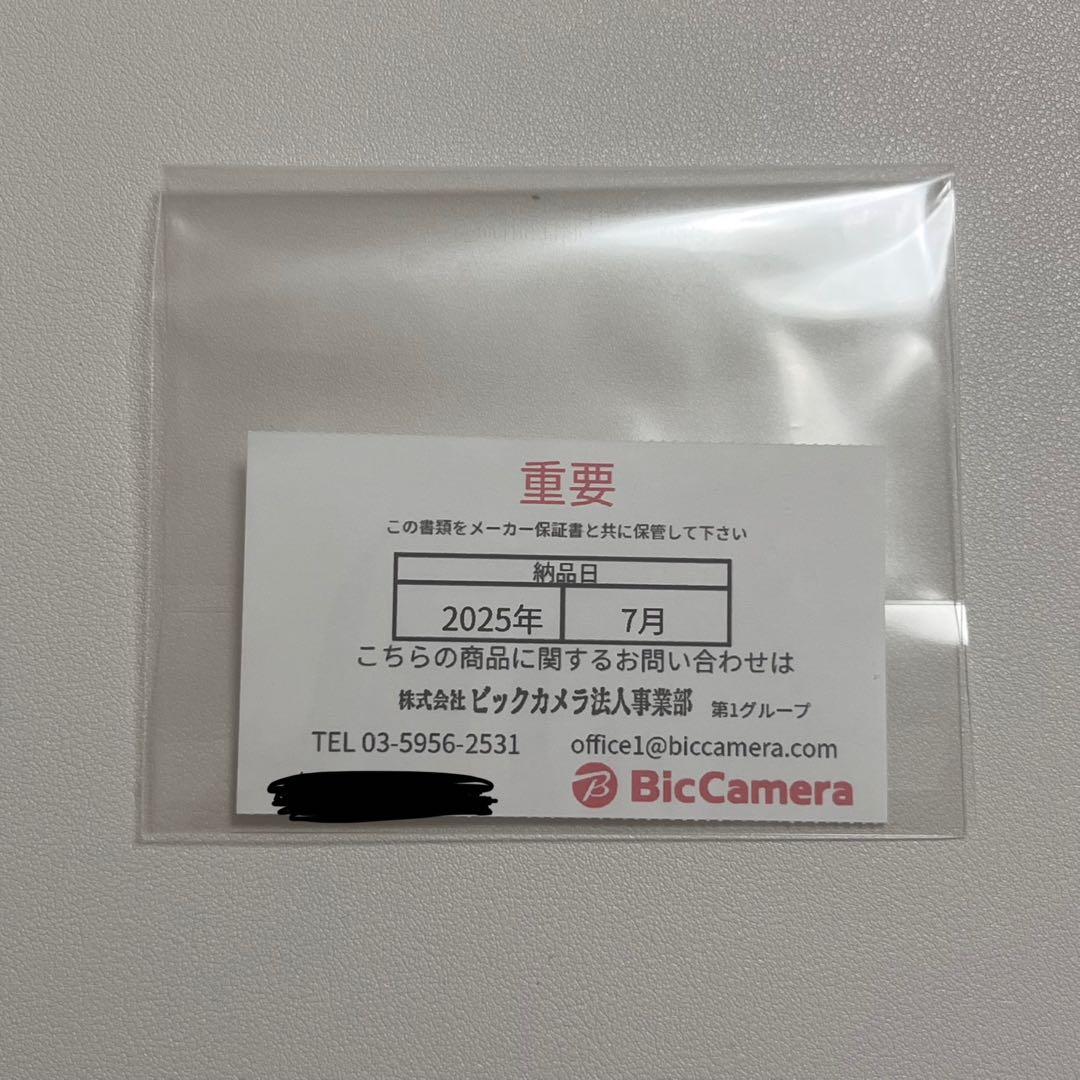 重要
この書類をメーカー保証書と共に保管して下さい
納品日
2025年 7月
こちらの商品に関するお問い合わせは
株式会社 ビックカメラ法人事業部 第1グループ
TEL 03-5956-2531 office1@biccamera.com
B BicCamera